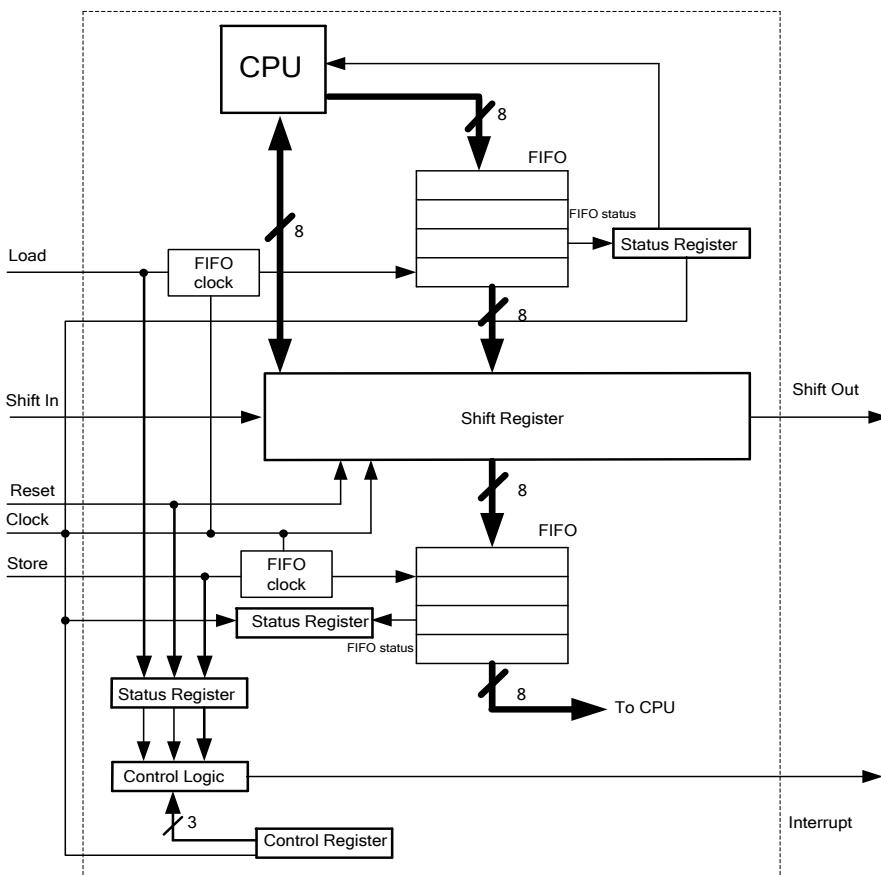 CPU
8
FIFO
FIFO status
Status Register
8
Load
FIFO
clock
8
Shift In
Shift Register
Shift Out
Reset
8
Clock
FIFO
Store
FIFO
clock
Status Register
FIFO status
Status Register
8
To CPU
Control Logic
3
Interrupt
Control Register